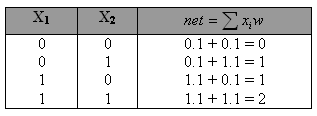 X₁ X₂ net = ∑ xᵢw
0 0 0.1 + 0.1 = 0
0 1 0.1 + 1.1 = 1
1 0 1.1 + 0.1 = 1
1 1 1.1 + 1.1 = 2